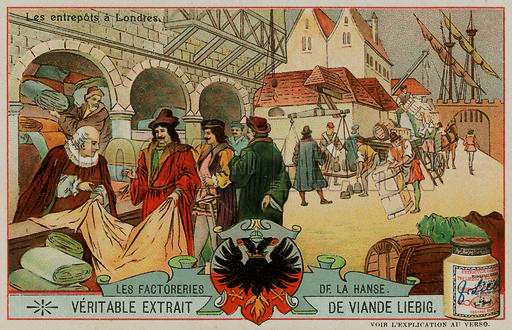 Les entrepôts à Londres.
LES FACTORERIES DE LA HANSE.
VÉRITABLE EXTRAIT DE VIANDE LIEBIG.
VOIR L'EXPLICATION AU VERSO.